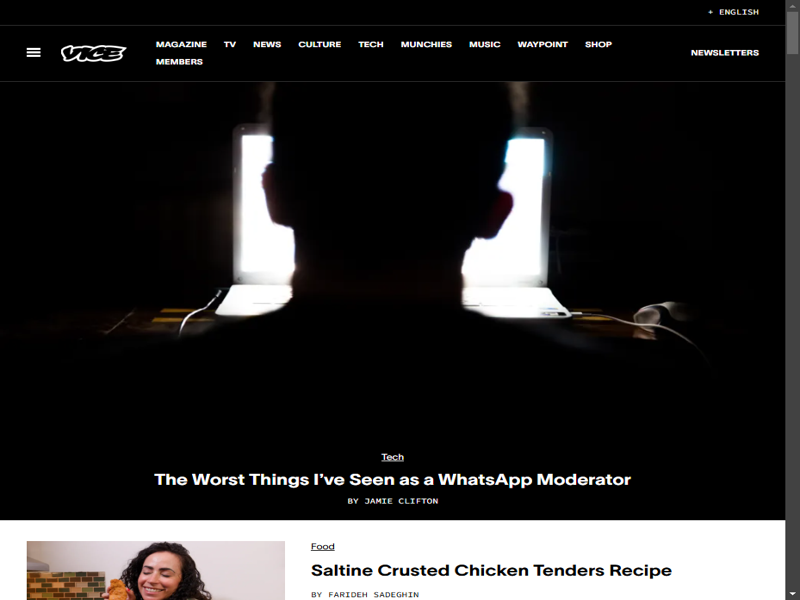 + ENGLISH
VICE
MAGAZINE TV NEWS CULTURE TECH MUNCHIES MUSIC WAYPOINT SHOP
MEMBERS
NEWSLETTERS
Tech
The Worst Things I've Seen as a WhatsApp Moderator
BY JAMIE CLIFTON
Food
Saltine Crusted Chicken Tenders Recipe
BY FARIDEH SADEGHIN